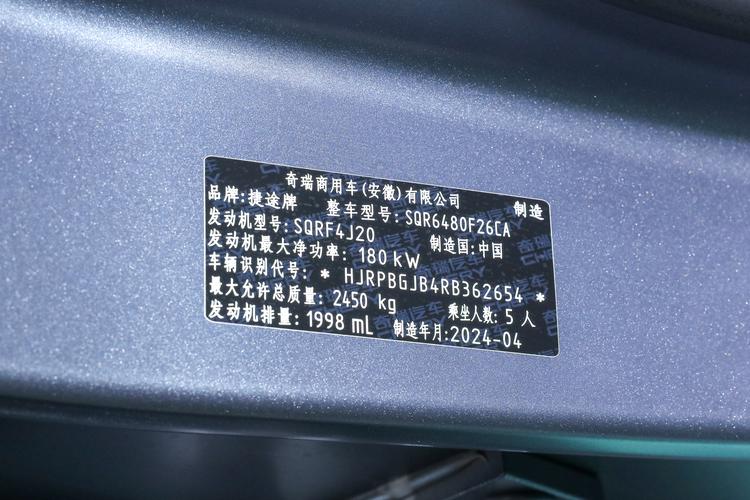 奇瑞商用车(安徽)有限公司 制造
品牌:捷途牌 整车型号:SQR6480F26CA
发动机型号:SQRF4J20 制造国:中国
发动机最大净功率: 180 kW
车辆识别代号: * HJRPBGJB4RB362654 *
最大允许总质量: 2450 kg 乘坐人数: 5 人
发动机排量: 1998 mL 制造年月:2024-04